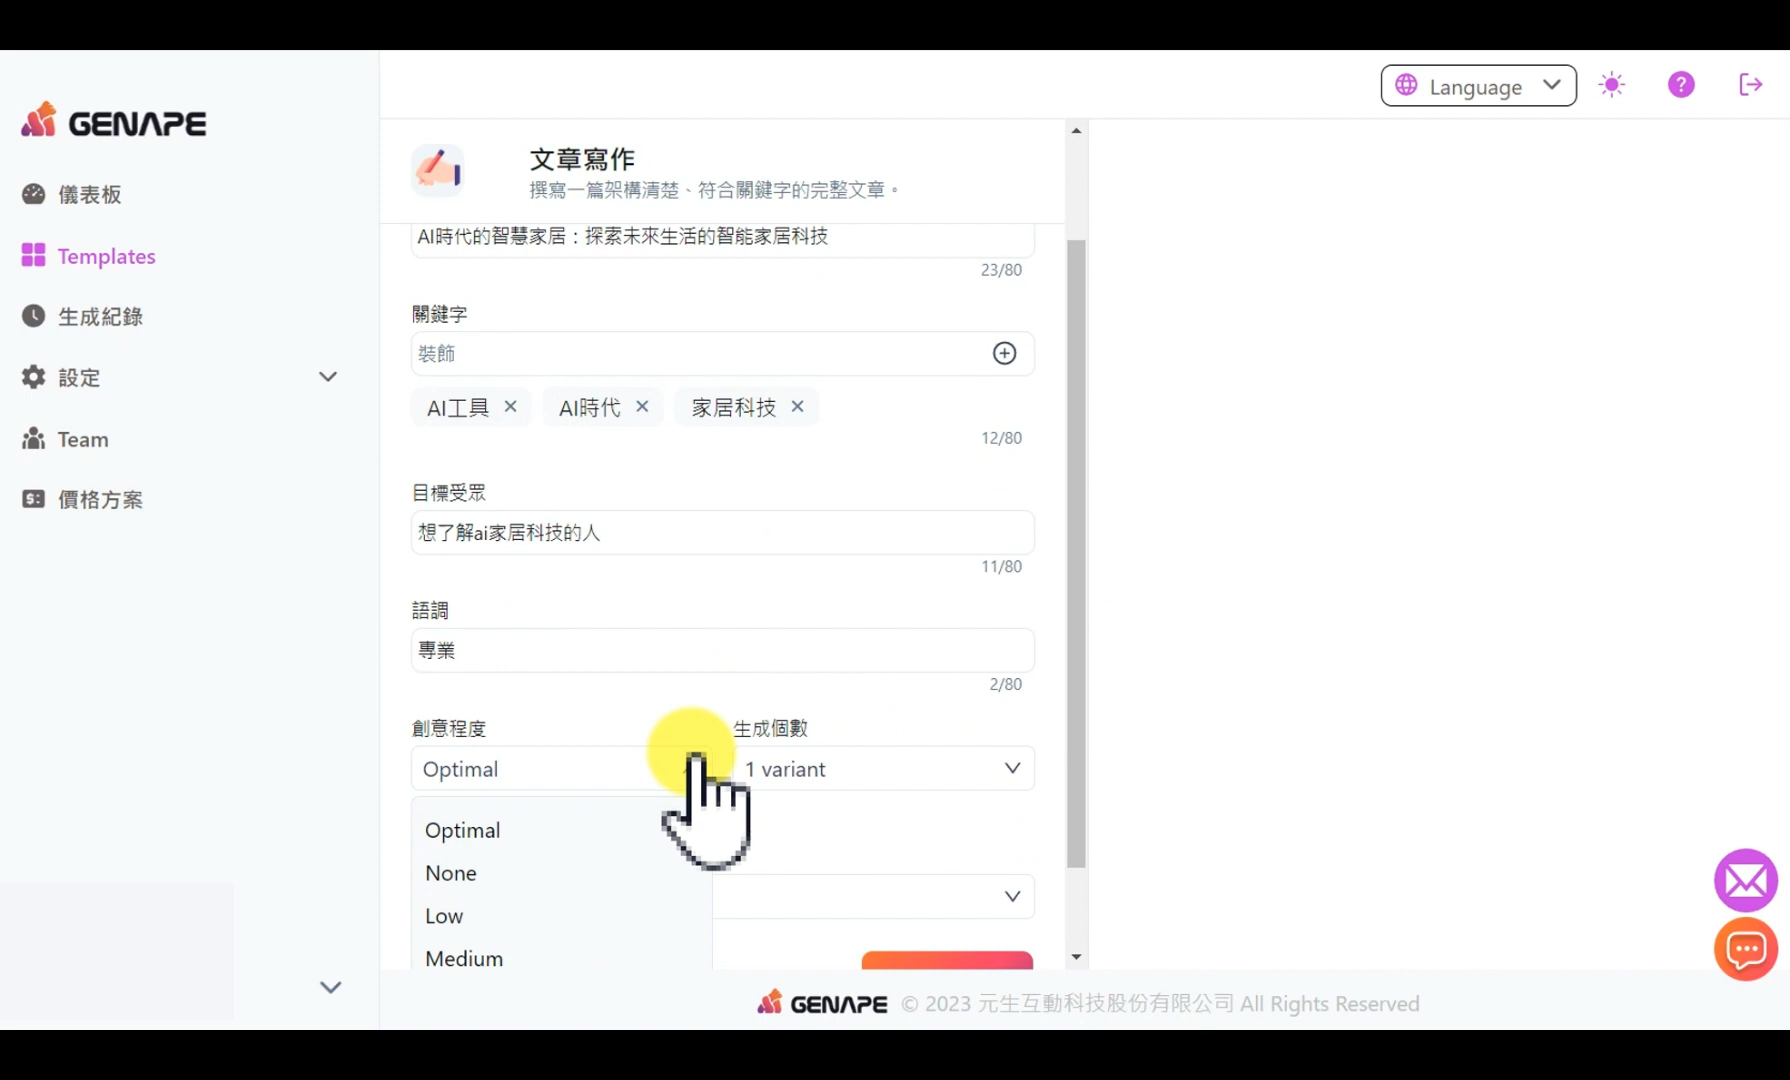 Language
GENAPE
儀表板
Templates
生成紀錄
設定
Team
價格方案
文章寫作
撰寫一篇架構清楚、符合關鍵字的完整文章。
AI時代的智慧家居：探索未來生活的智能家居科技
23/80
關鍵字
裝飾
AI工具
AI時代
家居科技
12/80
目標受眾
想了解ai家居科技的人
11/80
語調
專業
2/80
創意程度
生成個數
Optimal
1 variant
Optimal
None
Low
Medium
GENAPE © 2023 元生互動科技股份有限公司 All Rights Reserved